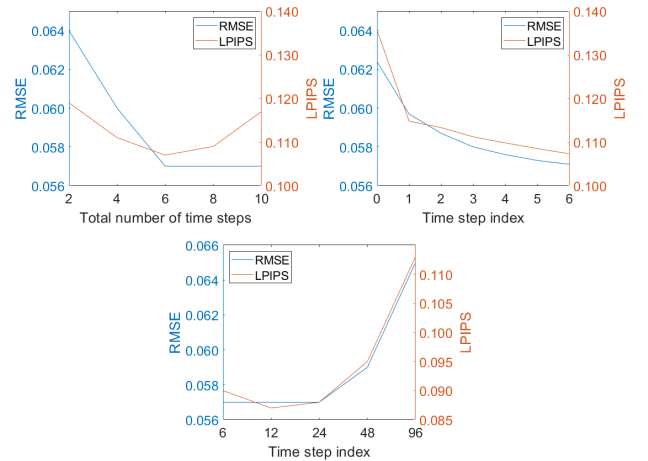 0.064
0.062
0.060
0.058
0.056
RMSE
RMSE
LPIPS
0.140
0.130
0.120
0.110
0.100
LPIPS
2 4 6 8 10
Total number of time steps
0.064
0.062
0.060
0.058
0.056
RMSE
RMSE
LPIPS
0.140
0.130
0.120
0.110
0.100
LPIPS
0 1 2 3 4 5 6
Time step index
0.066
0.064
0.062
0.060
0.058
0.056
RMSE
RMSE
LPIPS
0.110
0.105
0.100
0.095
0.090
0.085
LPIPS
6 12 24 48 96
Time step index